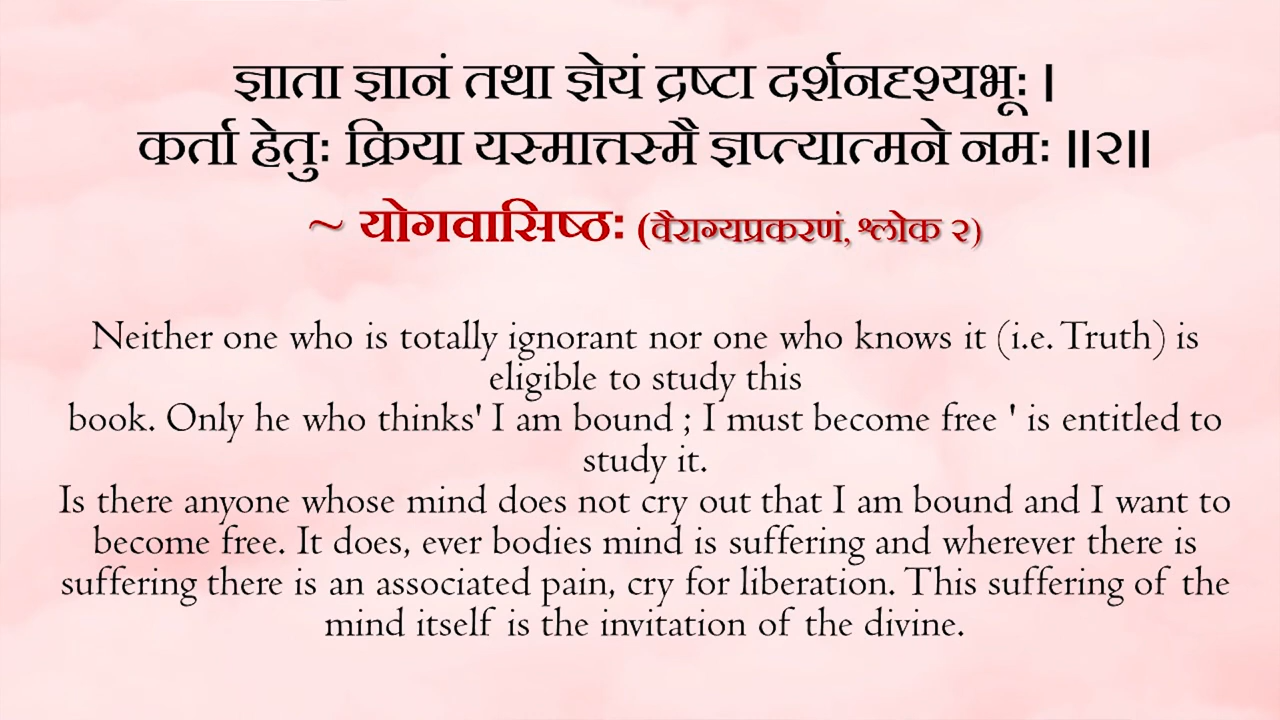 ज्ञाता ज्ञानं तथा ज्ञेयं द्रष्टा दर्शनदृश्यभूः ।
कर्ता हेतुः क्रिया यस्मात्तस्मै ज्ञप्त्यात्मने नमः ॥२॥
~ योगवासिष्ठः (वैराग्यप्रकरणं, श्लोक २)
Neither one who is totally ignorant nor one who knows it (i.e. Truth) is
eligible to study this
book. Only he who thinks' I am bound ; I must become free ' is entitled to
study it.
Is there anyone whose mind does not cry out that I am bound and I want to
become free. It does, ever bodies mind is suffering and wherever there is
suffering there is an associated pain, cry for liberation. This suffering of the
mind itself is the invitation of the divine.